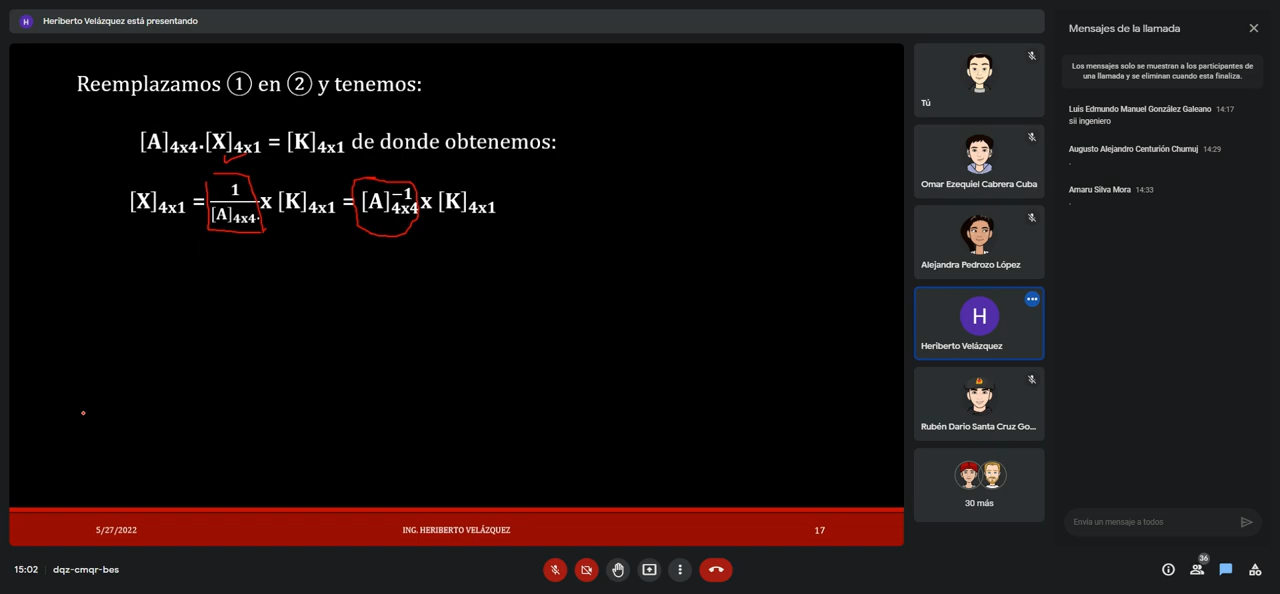 H Heriberto Velázquez está presentando
Reemplazamos ① en ② y tenemos:
[A]4x4.[X]4x1 = [K]4x1 de donde obtenemos:
[X]4x1 = 1/[A]4x4. x [K]4x1 = [A]⁻¹4x4 x [K]4x1
5/27/2022 ING. HERIBERTO VELÁZQUEZ 17
Tú
Omar Ezequiel Cabrera Cuba
Alejandra Pedrozo López
H
Heriberto Velázquez
Rubén Dario Santa Cruz Go...
30 más
Mensajes de la llamada
Los mensajes solo se muestran a los participantes de
una llamada y se eliminan cuando esta finaliza.
Luis Edmundo Manuel González Galeano 14:17
sii ingeniero
Augusto Alejandro Centurión Churnuj 14:29
.
Amaru Silva Mora 14:33
.
Envía un mensaje a todos
15:02 | dqz-cmqr-bes
36